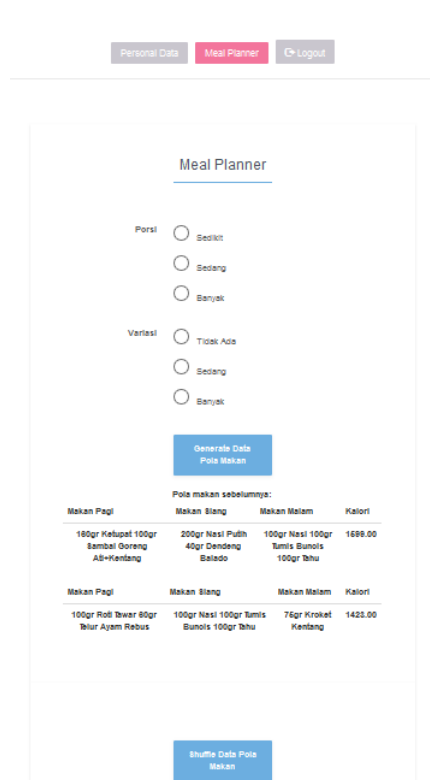 Personal Data Meal Planner Logout
Meal Planner
Porsi Sedikit
Sedang
Banyak
Variasi Tidak Ada
Sedang
Banyak
Generate Data
Pola Makan
Pola makan sebelumnya:
Makan Pagi Makan Siang Makan Malam Kalori
160gr Ketupat 100gr 200gr Nasi Putih 100gr Nasi 100gr 1599.00
Sambal Goreng 40gr Dendeng Tumis Buncis
Ati+Kentang Balado 100gr Tahu
Makan Pagi Makan Siang Makan Malam Kalori
100gr Roti Tawar 60gr 100gr Nasi 100gr Tumis 75gr Kroket 1423.00
Telur Ayam Rebus Buncis 100gr Tahu Kentang
Shuffle Data Pola
Makan